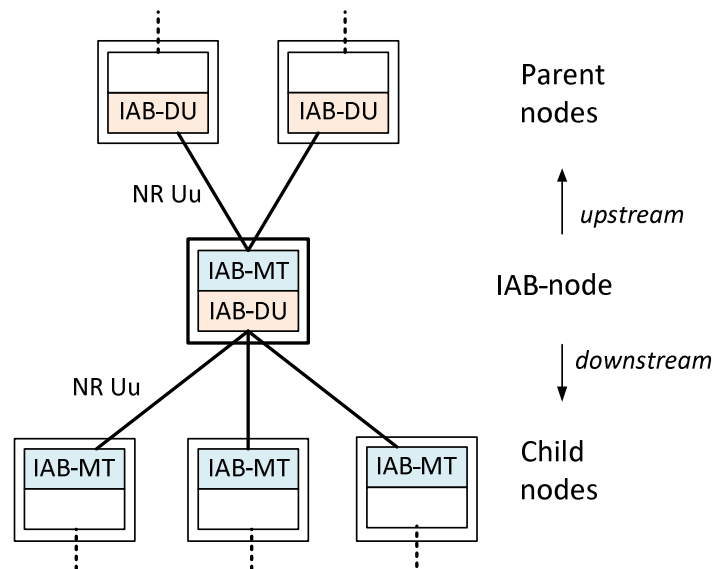 IAB-DU
IAB-DU
Parent
nodes
NR Uu
upstream
IAB-MT
IAB-DU
IAB-node
downstream
NR Uu
IAB-MT
IAB-MT
IAB-MT
Child
nodes